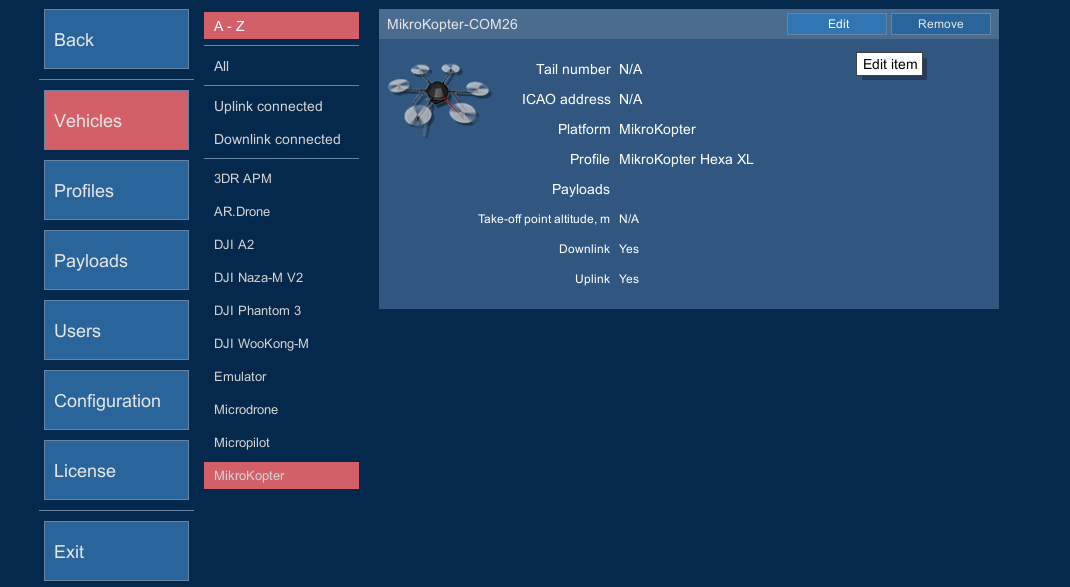 Back
Vehicles
Profiles
Payloads
Users
Configuration
License
Exit
A - Z
All
Uplink connected
Downlink connected
3DR APM
AR.Drone
DJI A2
DJI Naza-M V2
DJI Phantom 3
DJI WooKong-M
Emulator
Microdrone
Micropilot
MikroKopter
MikroKopter-COM26 Edit Remove
Edit item
Tail number N/A
ICAO address N/A
Platform MikroKopter
Profile MikroKopter Hexa XL
Payloads
Take-off point altitude, m N/A
Downlink Yes
Uplink Yes